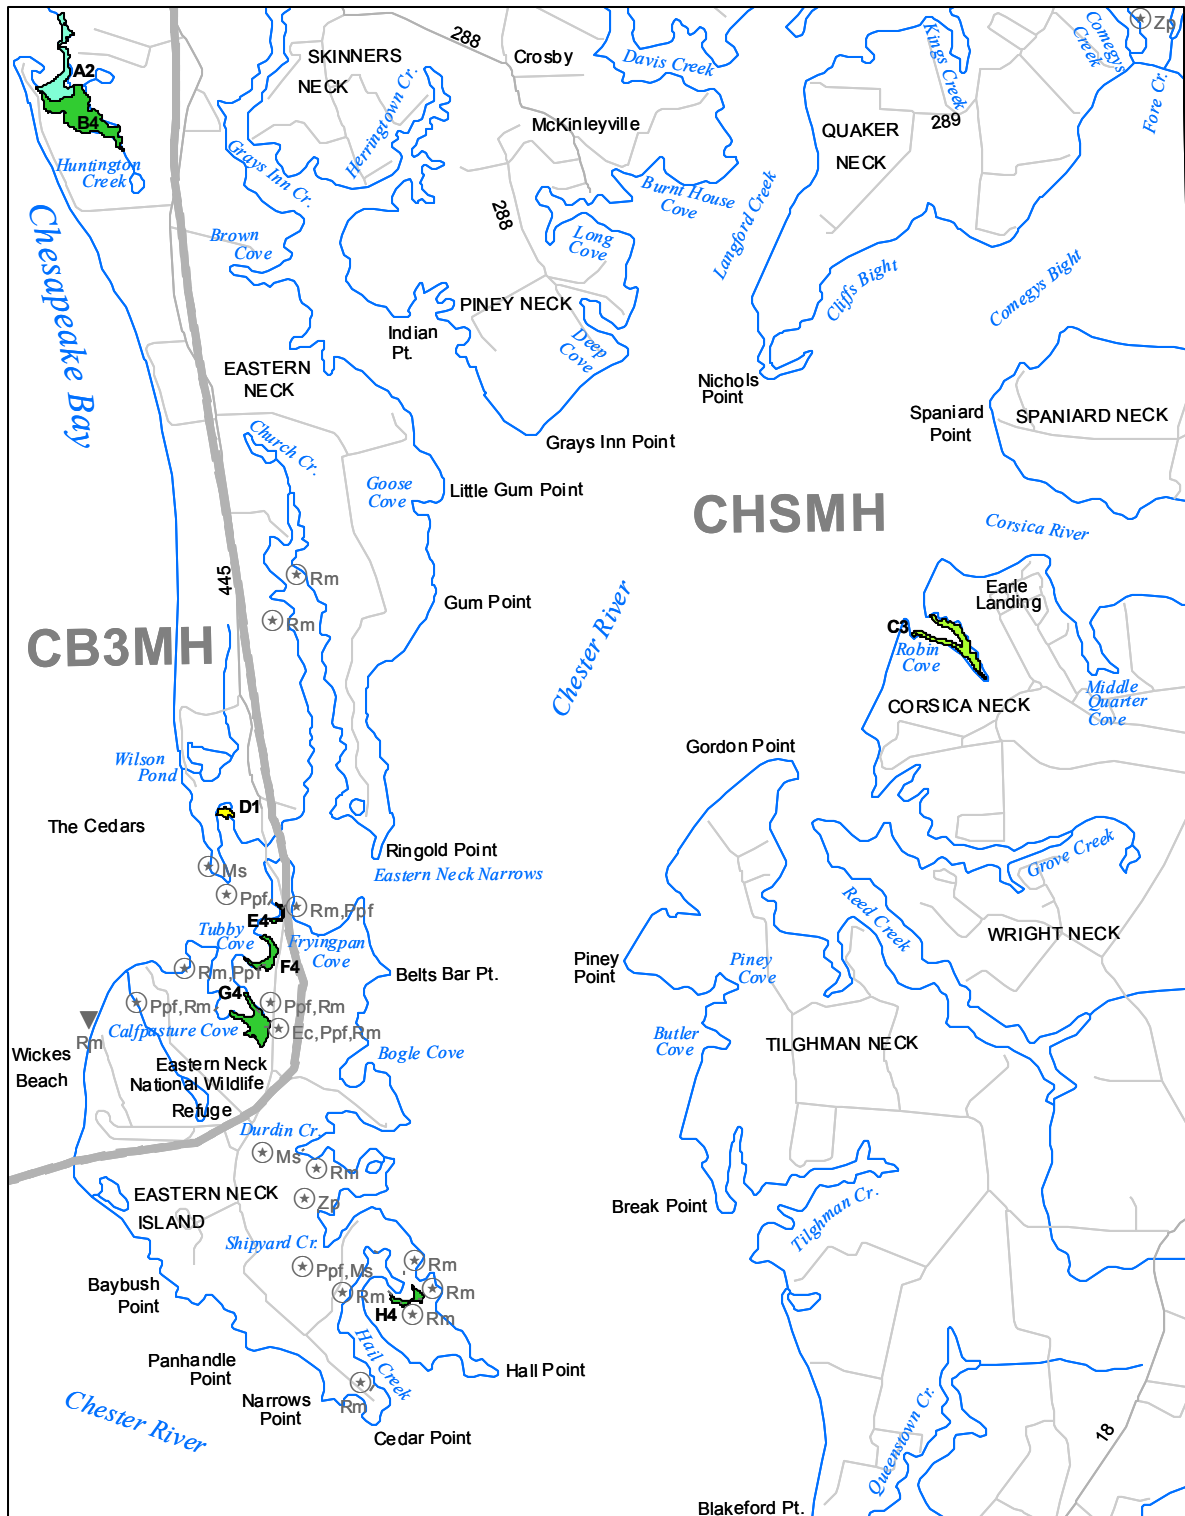 Zp
Comegys
Creek
Kings Creek
288
Crosby
SKINNERS
NECK
Davis Creek
A2
Herringtown Cr.
Fore Cr.
B4
McKinleyville
QUAKER
NECK
289
Huntington
Creek
Grays Inn Cr.
Burnt House
Cove
Langford Creek
288
Brown
Cove
Long
Cove
Chesapeake Bay
Cliffs Bight
Comegys Bight
PINEY NECK
Indian
Pt.
Deep
Cove
EASTERN
NECK
Nichols
Point
Spaniard
Point
SPANIARD NECK
Church Cr.
Grays Inn Point
Goose
Cove
Little Gum Point
CHSMH
Corsica River
445
Rm
Earle
Landing
Gum Point
Rm
C3
CB3MH
Chester River
Robin
Cove
Middle
Quarter
Cove
CORSICA NECK
Gordon Point
Wilson
Pond
D1
The Cedars
Ringold Point
Grove Creek
Ms
Eastern Neck Narrows
Ppf
Rm,Ppf
E4
Reed Creek
Tubby
Cove
Fryingpan
Cove
WRIGHT NECK
F4
Rm,Ppf
Belts Bar Pt.
Piney
Point
Piney
Cove
G4
Ppf,Rm
Ppf,Rm
Calfpasture Cove
Ec,Ppf,Rm
Rm
Wickes
Beach
Butler
Cove
TILGHMAN NECK
Bogle Cove
Eastern Neck
National Wildlife
Refuge
Durdin Cr.
Ms
Rm
EASTERN NECK
ISLAND
Zp
Break Point
Tilghman Cr.
Shipyard Cr.
Ppf,Ms
Rm
Baybush
Point
Rm
Rm
H4
Rm
Hail Creek
Panhandle
Point
Hall Point
Narrows
Point
Rm
Chester River
Cedar Point
Queenstown Cr.
18
Blakeford Pt.